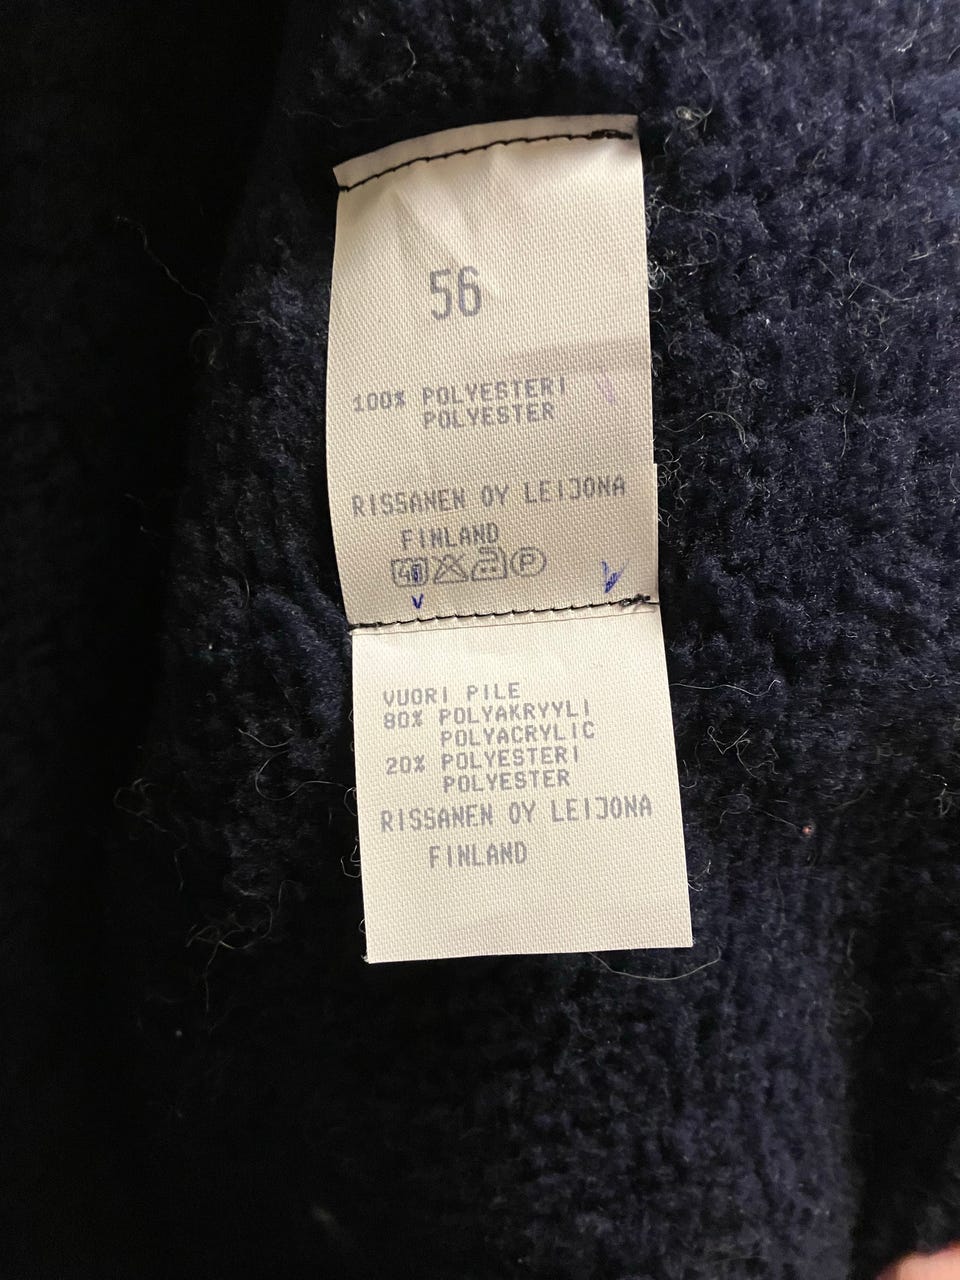 56
100% POLYESTERI
POLYESTER
RISSANEN OY LEIJONA
FINLAND
40 P
VUORI PILE
80% POLYAKRYYLI
POLYACRYLIC
20% POLYESTERI
POLYESTER
RISSANEN OY LEIJONA
FINLAND